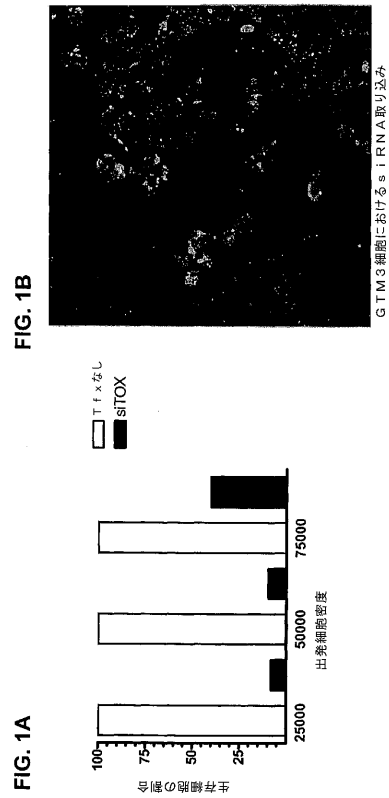 FIG. 1A
Tfxなし
siTOX
100
75
50
25
生存細胞の割合
25000
50000
75000
出発細胞密度
FIG. 1B
GTM3細胞におけるsiRNA取り込み